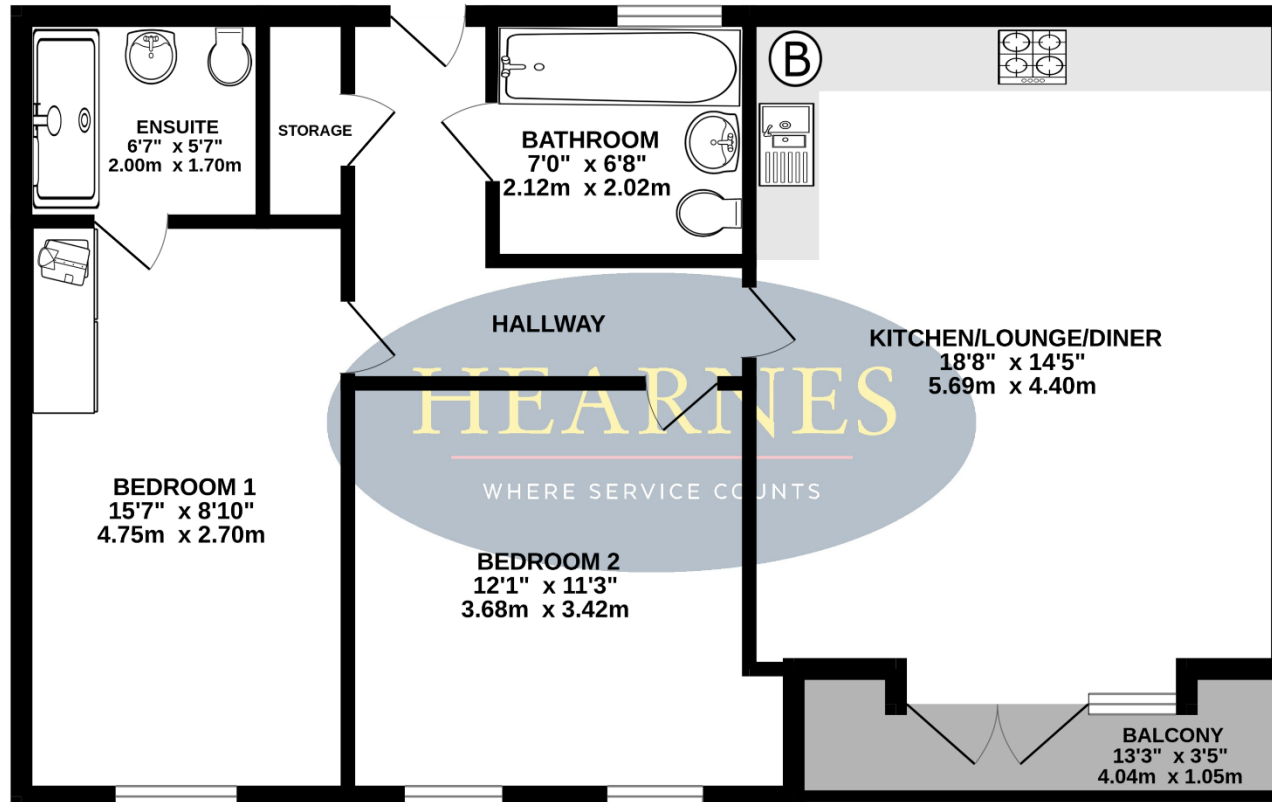 ENSUITE
6'7" x 5'7"
2.00m x 1.70m
STORAGE
BATHROOM
7'0" x 6'8"
2.12m x 2.02m
B
HALLWAY
KITCHEN/LOUNGE/DINER
18'8" x 14'5"
5.69m x 4.40m
HEARNES
WHERE SERVICE COUNTS
BEDROOM 1
15'7" x 8'10"
4.75m x 2.70m
BEDROOM 2
12'1" x 11'3"
3.68m x 3.42m
BALCONY
13'3" x 3'5"
4.04m x 1.05m